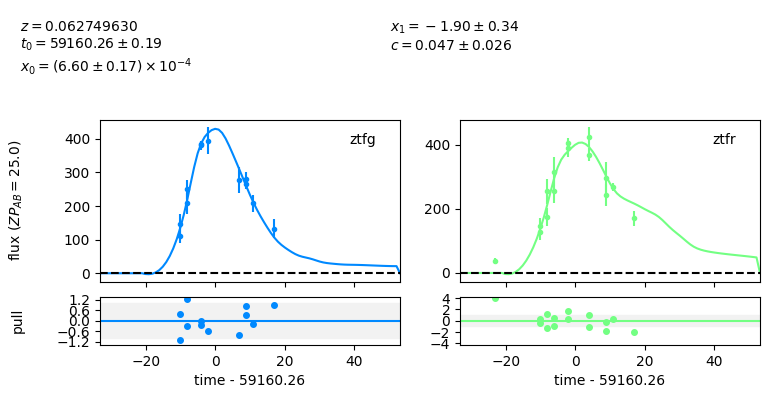 z = 0.062749630
t₀ = 59160.26 ± 0.19
x₀ = (6.60 ± 0.17) × 10⁻⁴
x₁ = −1.90 ± 0.34
c = 0.047 ± 0.026
flux (ZP_AB = 25.0)
400
300
200
100
0
ztfg
400
200
0
ztfr
pull
1.2
0.6
0.0
−0.6
−1.2
−20 0 20 40
time - 59160.26
4
2
0
−2
−4
−20 0 20 40
time - 59160.26